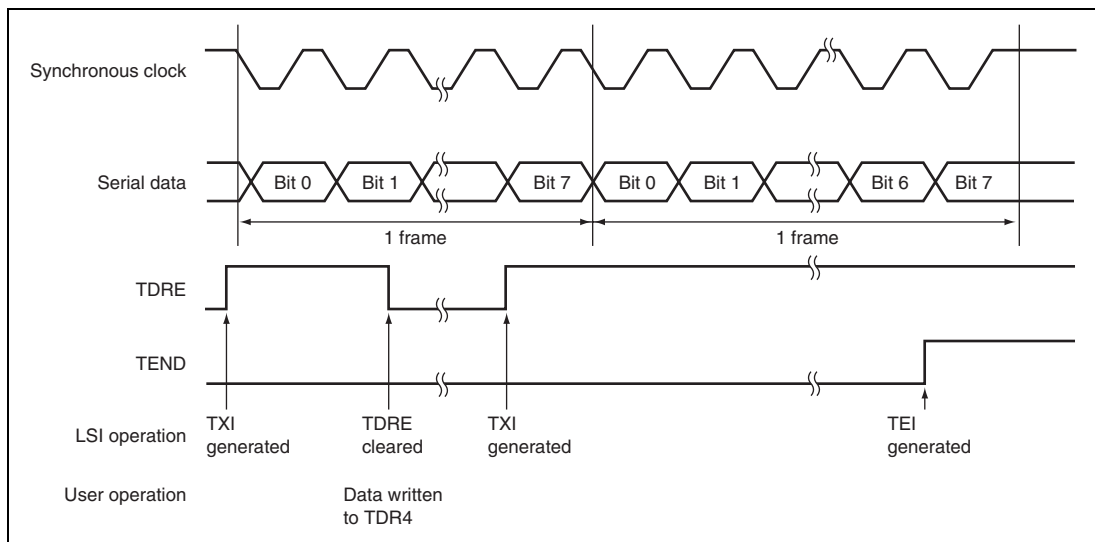 Synchronous clock
Serial data
Bit 0
Bit 1
Bit 7
Bit 0
Bit 1
Bit 6
Bit 7
1 frame
1 frame
TDRE
TEND
LSI operation
TXI
generated
TDRE
cleared
TXI
generated
TEI
generated
User operation
Data written
to TDR4